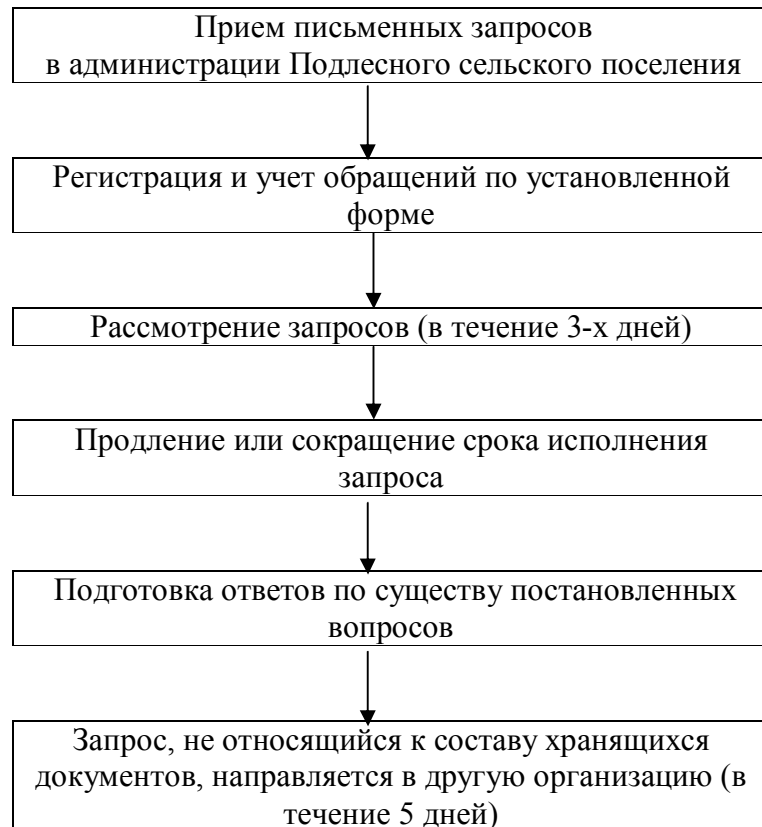 Прием письменных запросов
в администрации Подлесного сельского поселения
Регистрация и учет обращений по установленной
форме
Рассмотрение запросов (в течение 3-х дней)
Продление или сокращение срока исполнения
запроса
Подготовка ответов по существу постановленных
вопросов
Запрос, не относящийся к составу хранящихся
документов, направляется в другую организацию (в
течение 5 дней)